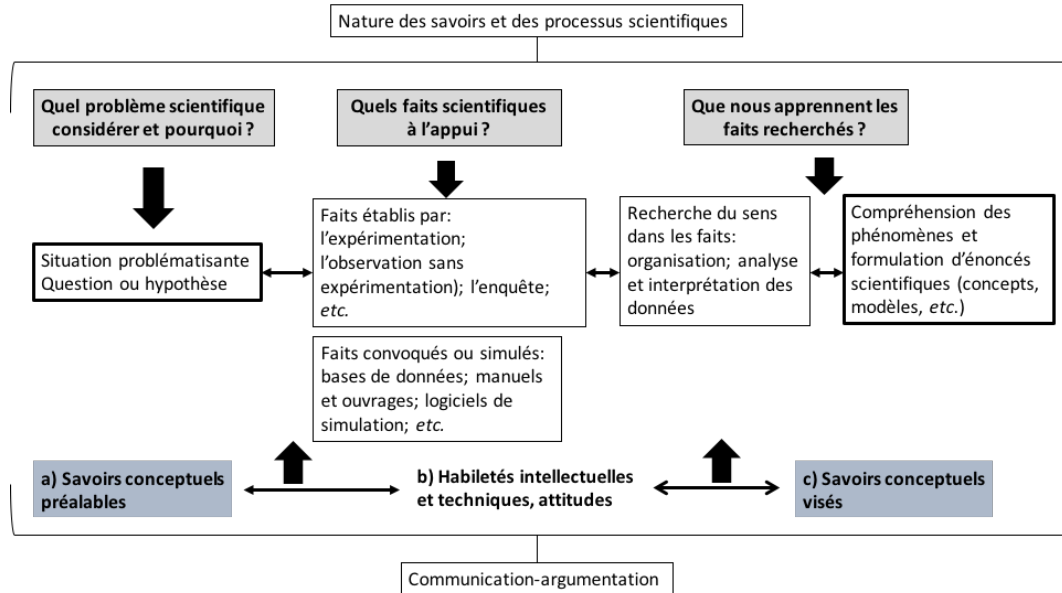 Nature des savoirs et des processus scientifiques
Quel problème scientifique
considérer et pourquoi ?
Quels faits scientifiques
à l'appui ?
Que nous apprennent les
faits recherchés ?
Situation problématisante
Question ou hypothèse
Faits établis par:
l'expérimentation;
l'observation sans
expérimentation); l'enquête;
etc.
Recherche du sens
dans les faits:
organisation; analyse
et interprétation des
données
Compréhension des
phénomènes et
formulation d'énoncés
scientifiques (concepts,
modèles, etc.)
Faits convoqués ou simulés:
bases de données; manuels
et ouvrages; logiciels de
simulation; etc.
a) Savoirs conceptuels
préalables
b) Habiletés intellectuelles
et techniques, attitudes
c) Savoirs conceptuels
visés
Communication-argumentation